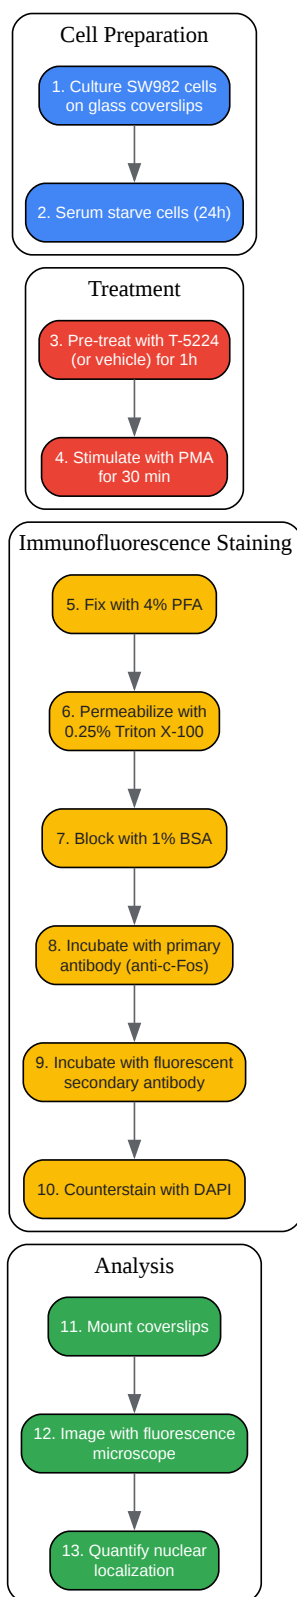 Cell Preparation
1. Culture SW982 cells
on glass coverslips
2. Serum starve cells (24h)
Treatment
3. Pre-treat with T-5224
(or vehicle) for 1h
4. Stimulate with PMA
for 30 min
Immunofluorescence Staining
5. Fix with 4% PFA
6. Permeabilize with
0.25% Triton X-100
7. Block with 1% BSA
8. Incubate with primary
antibody (anti-c-Fos)
9. Incubate with fluorescent
secondary antibody
10. Counterstain with DAPI
Analysis
11. Mount coverslips
12. Image with fluorescence
microscope
13. Quantify nuclear
localization